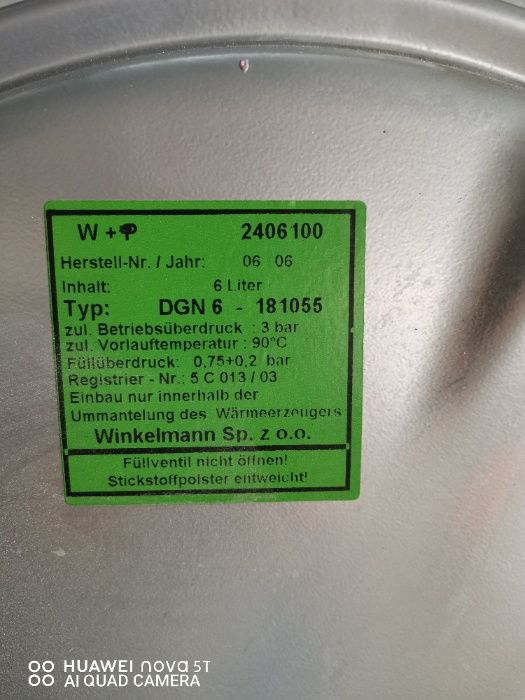 W + P 2406100
Herstell-Nr. / Jahr: 06 06
Inhalt: 6 Liter
Typ: DGN 6 - 181055
zul. Betriebsüberdruck : 3 bar
zul. Vorlauftemperatur : 90°C
Füllüberdruck: 0,75+0,2 bar
Registrier - Nr.: 5 C 013 / 03
Einbau nur innerhalb der
Ummantelung des Wärmeerzeugers
Winkelmann Sp. z o.o.
Füllventil nicht öffnen!
Stickstoffpolster entweicht!
HUAWEI nova 5T
AI QUAD CAMERA